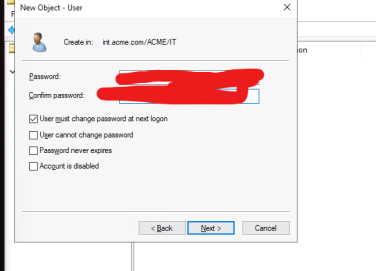 New Object - User
Create in: int.acme.com/ACME/IT
Password:
Confirm password:
User must change password at next logon
User cannot change password
Password never expires
Account is disabled
< Back
Next >
Cancel